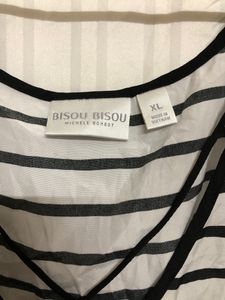 BISOU BISOU
MICHELE BOHBOT
XL
MADE IN
VIETNAM